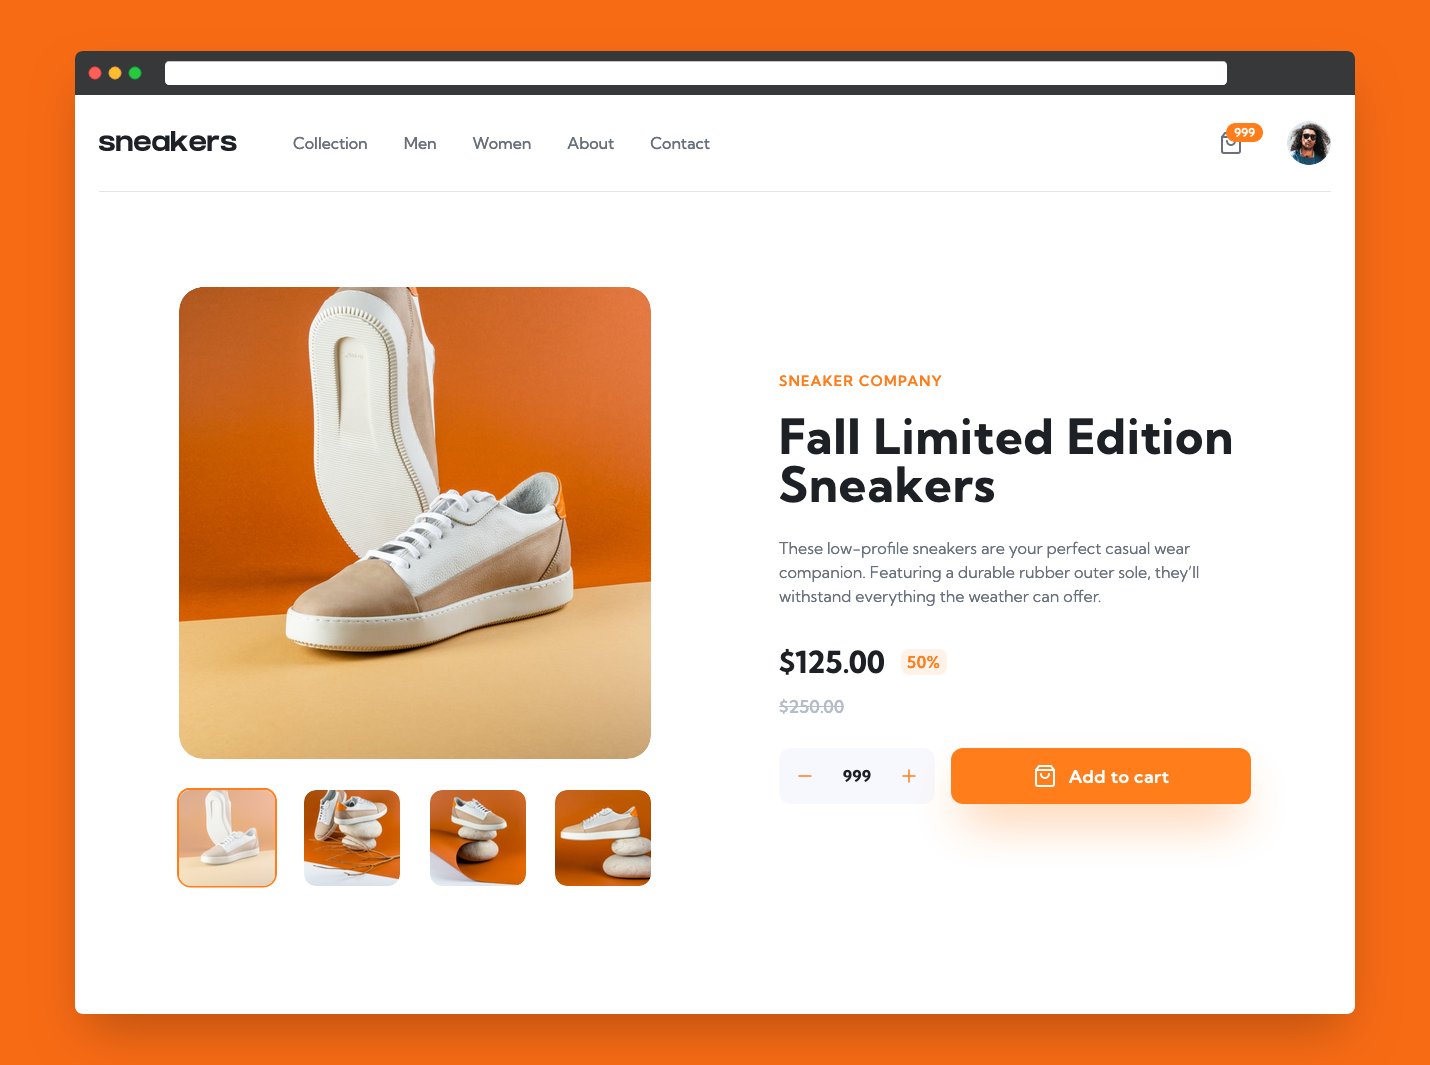 sneakers
Collection Men Women About Contact
999
SNEAKER COMPANY
Fall Limited Edition
Sneakers
These low-profile sneakers are your perfect casual wear
companion. Featuring a durable rubber outer sole, they'll
withstand everything the weather can offer.
$125.00 50%
$250.00
999
Add to cart